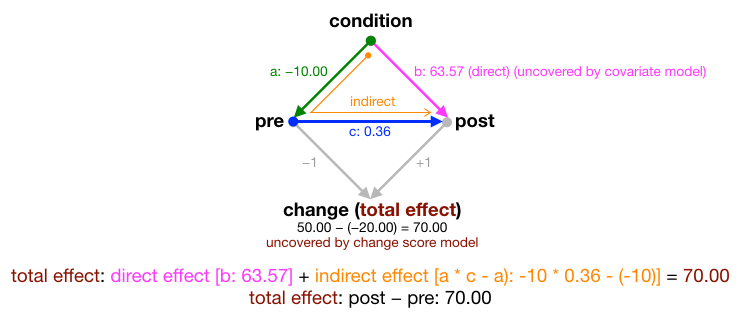 condition
a: −10.00
b: 63.57 (direct) (uncovered by covariate model)
indirect
pre
post
c: 0.36
−1
+1
change (total effect)
50.00 − (−20.00) = 70.00
uncovered by change score model
total effect: direct effect [b: 63.57] + indirect effect [a * c - a): -10 * 0.36 - (-10)] = 70.00
total effect: post − pre: 70.00